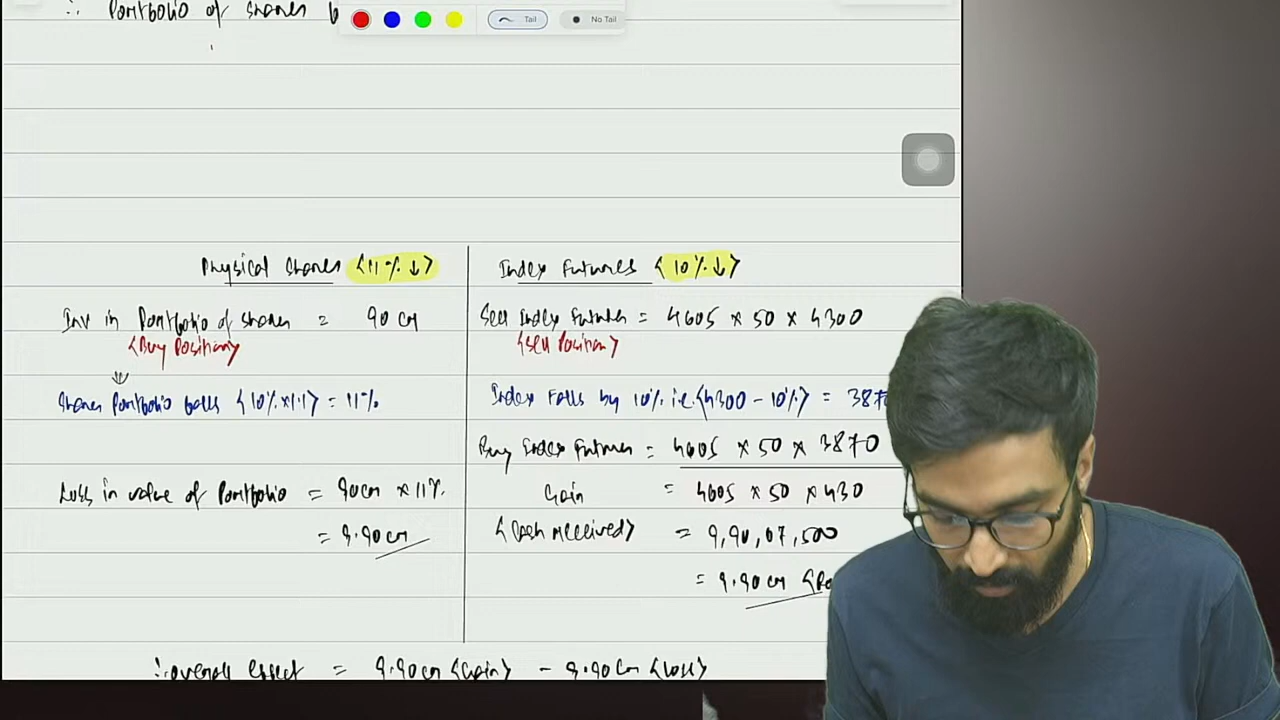 ∴ Portfolio of shares b
Tail
No Tail
Physical Shares <11%↓>
Inv in Portfolio of shares = 90 cr
<Buy Position>
Shares Portfolio falls <10%×1.1> = 11%
Loss in value of Portfolio = 90cr × 11%
= 9.90cr
Index Futures <10%↓>
Sell Index Futures = 4605 × 50 × 4300
<Sell Position>
Index Falls by 10% i.e. <4300 - 10%> = 387
Buy Index Futures = 4605 × 50 × 3870
Gain = 4605 × 50 × 430
<Cash received> = 9,90,07,500
= 9.90 cr
∴ overall effect = 9.90cr <Gain> - 9.90cr <Loss>